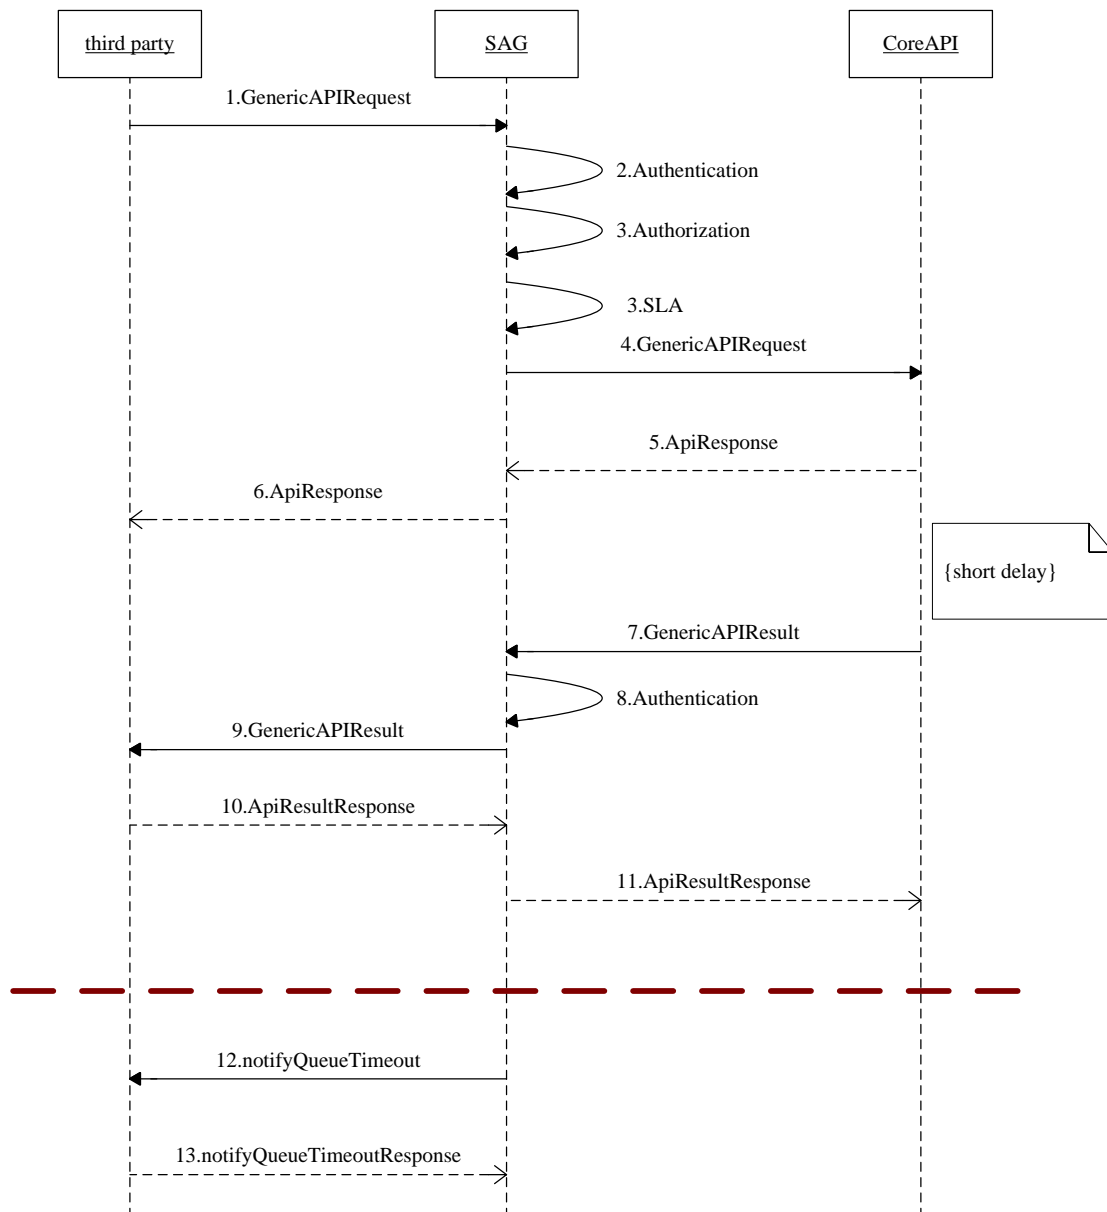 third party
SAG
CoreAPI
1.GenericAPIRequest
2.Authentication
3.Authorization
3.SLA
4.GenericAPIRequest
5.ApiResponse
6.ApiResponse
{short delay}
7.GenericAPIResult
8.Authentication
9.GenericAPIResult
10.ApiResultResponse
11.ApiResultResponse
12.notifyQueueTimeout
13.notifyQueueTimeoutResponse